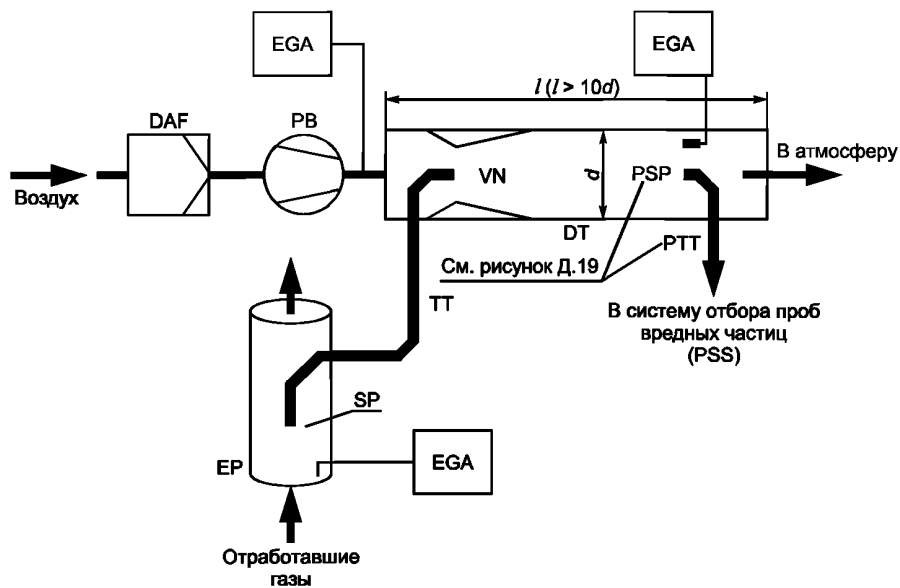 EGA
EGA
l (l > 10d)
DAF
PB
В атмосферу
Воздух
VN
d
PSP
DT
PTT
См. рисунок Д.19
TT
В систему отбора проб
вредных частиц
(PSS)
SP
EP
EGA
Отработавшие
газы